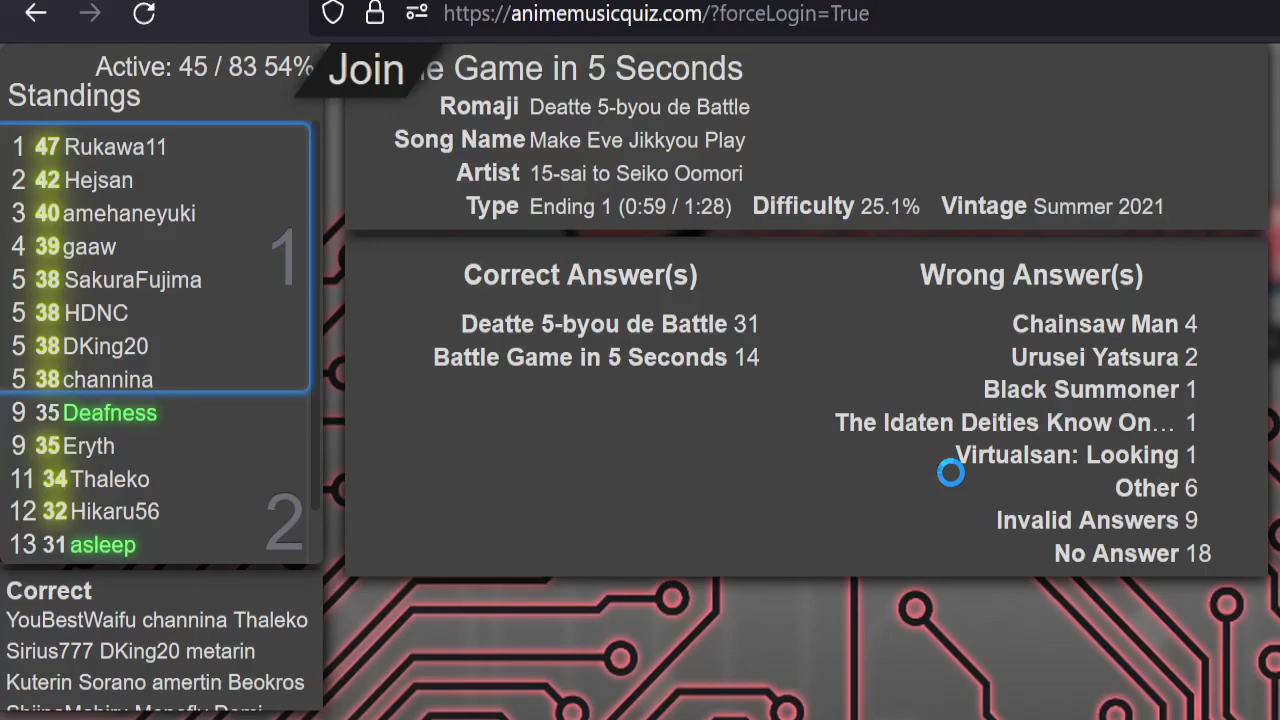 https://animemusicquiz.com/?forceLogin=True
Active: 45 / 83 54%
Standings
1 47 Rukawa11
2 42 Hejsan
3 40 amehaneyuki
4 39 gaaw
5 38 SakuraFujima
5 38 HDNC
5 38 DKing20
5 38 channina
1
9 35 Deafness
9 35 Eryth
11 34 Thaleko
12 32 Hikaru56
13 31 asleep
2
Correct
YouBestWaifu channina Thaleko
Sirius777 DKing20 metarin
Kuterin Sorano amertin Beokros
Join
e Game in 5 Seconds
Romaji Deatte 5-byou de Battle
Song Name Make Eve Jikkyou Play
Artist 15-sai to Seiko Oomori
Type Ending 1 (0:59 / 1:28) Difficulty 25.1% Vintage Summer 2021
Correct Answer(s)
Deatte 5-byou de Battle 31
Battle Game in 5 Seconds 14
Wrong Answer(s)
Chainsaw Man 4
Urusei Yatsura 2
Black Summoner 1
The Idaten Deities Know On... 1
Virtualsan: Looking 1
Other 6
Invalid Answers 9
No Answer 18